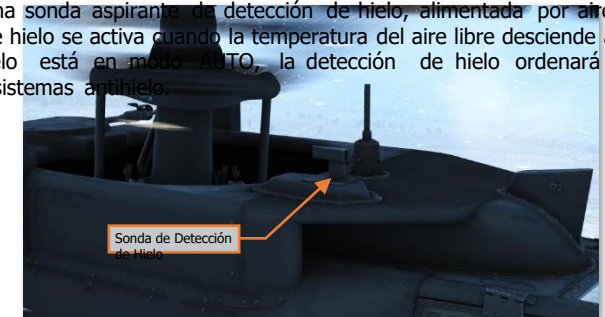 na sonda aspirante de detección de hielo, alimentada por aire
e hielo se activa cuando la temperatura del aire libre desciende a
elo está en modo AUTO, la detección de hielo ordenará
sistemas antihielo.
Sonda de Detección
de Hielo